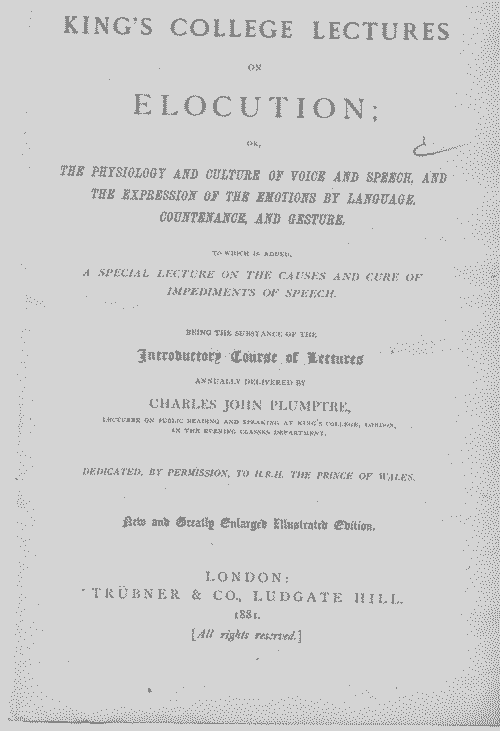 KING'S COLLEGE LECTURES
ON
ELOCUTION;
OR,
THE PHYSIOLOGY AND CULTURE OF VOICE AND SPEECH, AND
THE EXPRESSION OF THE EMOTIONS BY LANGUAGE,
COUNTENANCE, AND GESTURE.
TO WHICH IS ADDED,
A SPECIAL LECTURE ON THE CAUSES AND CURE OF
IMPEDIMENTS OF SPEECH.
BEING THE SUBSTANCE OF THE
Introductory Course of Lectures
ANNUALLY DELIVERED BY
CHARLES JOHN PLUMPTRE,
LECTURER ON PUBLIC READING AND SPEAKING AT KING'S COLLEGE, LONDON,
IN THE EVENING CLASSES DEPARTMENT.
DEDICATED, BY PERMISSION, TO H.R.H. THE PRINCE OF WALES.
New and Greatly Enlarged Illustrated Edition.
LONDON:
TRÜBNER & CO., LUDGATE HILL.
1881.
[All rights reserved.]